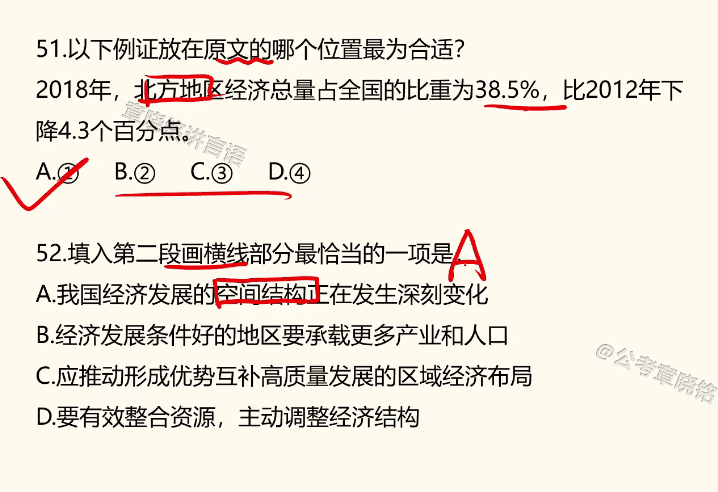 51.以下例证放在原文的哪个位置最为合适?
2018年，北方地区经济总量占全国的比重为38.5%，比2012年下
降4.3个百分点。
章晓铭讲言语
A.① B.② C.③ D.④
52.填入第二段画横线部分最恰当的一项是
A
A.我国经济发展的空间结构正在发生深刻变化
B.经济发展条件好的地区要承载更多产业和人口
@公考章晓铭
C.应推动形成优势互补高质量发展的区域经济布局
D.要有效整合资源，主动调整经济结构